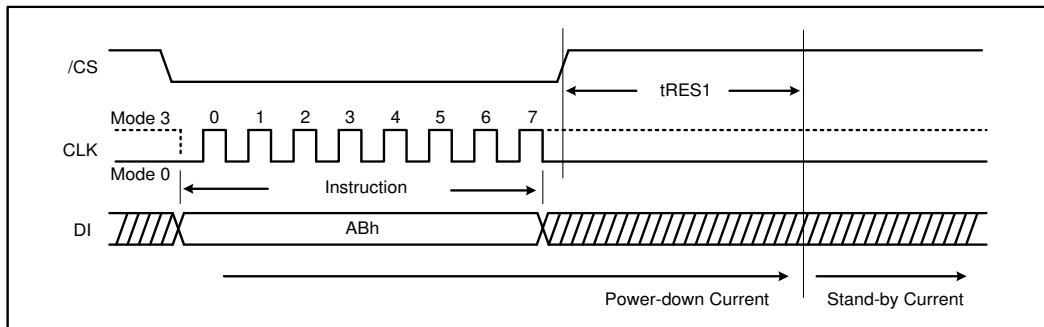 /CS
tRES1
Mode 3
0 1 2 3 4 5 6 7
CLK
Mode 0
Instruction
DI
ABh
Power-down Current
Stand-by Current